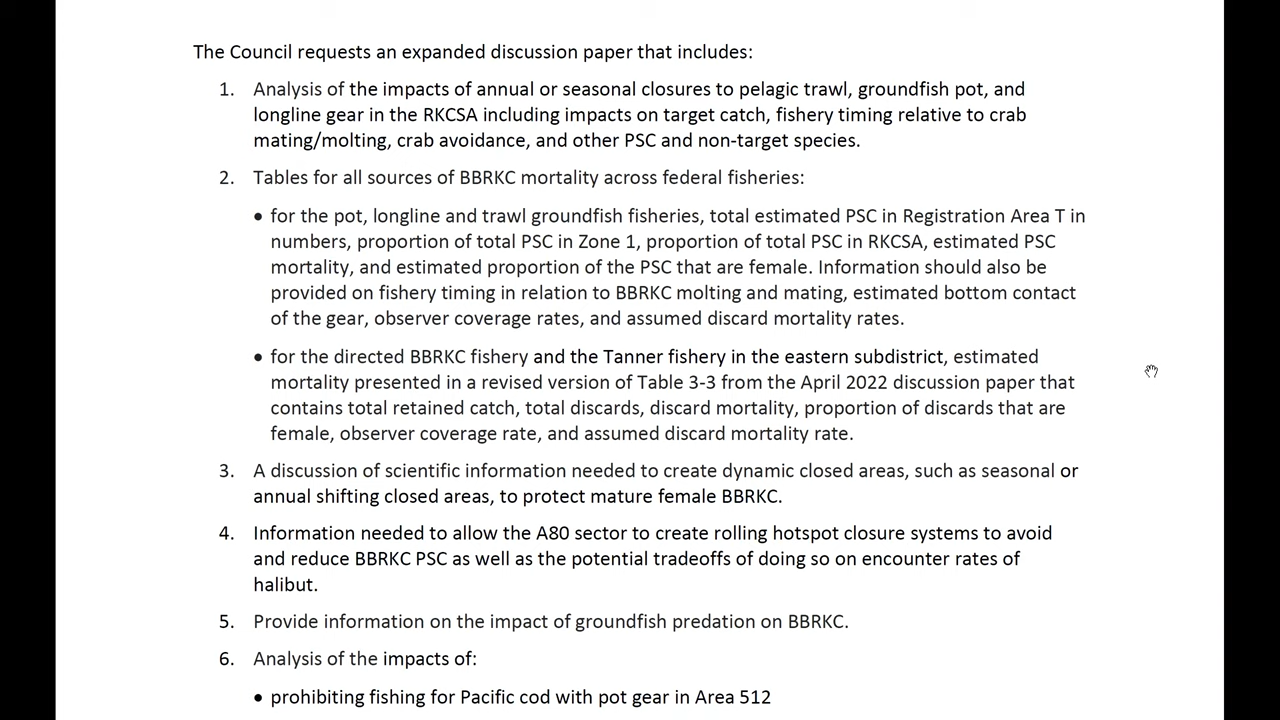 The Council requests an expanded discussion paper that includes:
1. Analysis of the impacts of annual or seasonal closures to pelagic trawl, groundfish pot, and
longline gear in the RKCSA including impacts on target catch, fishery timing relative to crab
mating/molting, crab avoidance, and other PSC and non-target species.
2. Tables for all sources of BBRKC mortality across federal fisheries:
• for the pot, longline and trawl groundfish fisheries, total estimated PSC in Registration Area T in
numbers, proportion of total PSC in Zone 1, proportion of total PSC in RKCSA, estimated PSC
mortality, and estimated proportion of the PSC that are female. Information should also be
provided on fishery timing in relation to BBRKC molting and mating, estimated bottom contact
of the gear, observer coverage rates, and assumed discard mortality rates.
• for the directed BBRKC fishery and the Tanner fishery in the eastern subdistrict, estimated
mortality presented in a revised version of Table 3-3 from the April 2022 discussion paper that
contains total retained catch, total discards, discard mortality, proportion of discards that are
female, observer coverage rate, and assumed discard mortality rate.
3. A discussion of scientific information needed to create dynamic closed areas, such as seasonal or
annual shifting closed areas, to protect mature female BBRKC.
4. Information needed to allow the A80 sector to create rolling hotspot closure systems to avoid
and reduce BBRKC PSC as well as the potential tradeoffs of doing so on encounter rates of
halibut.
5. Provide information on the impact of groundfish predation on BBRKC.
6. Analysis of the impacts of:
• prohibiting fishing for Pacific cod with pot gear in Area 512